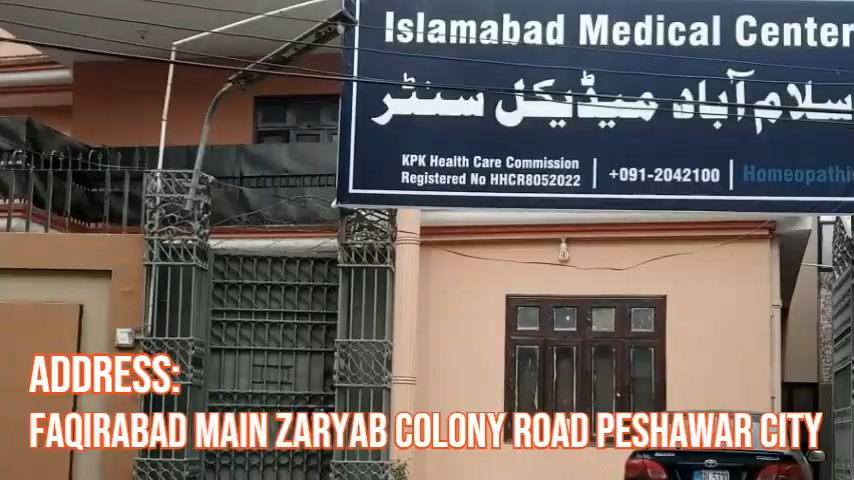 Islamabad Medical Center
اسلام آباد میڈیکل سنٹر
KPK Health Care Commission
Registered No HHCR8052022
+091-2042100
Homeopathic
ADDRESS:
FAQIRABAD MAIN ZARYAB COLONY ROAD PESHAWAR CITY